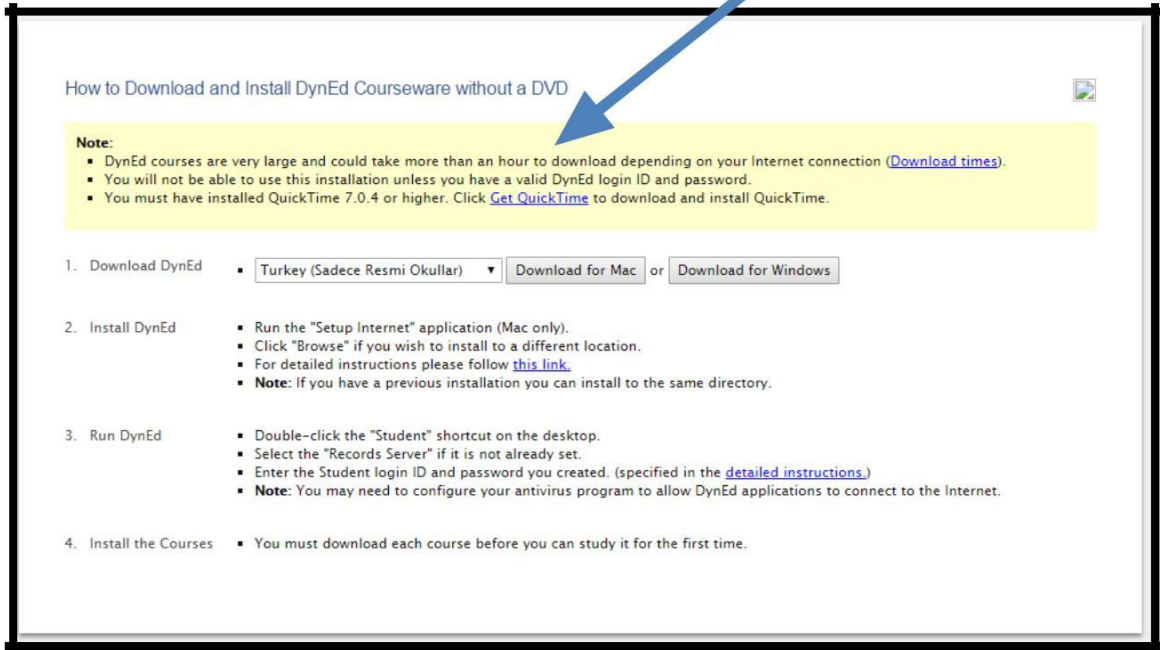 How to Download and Install DynEd Courseware without a DVD
Note:
▪ DynEd courses are very large and could take more than an hour to download depending on your Internet connection (Download times).
▪ You will not be able to use this installation unless you have a valid DynEd login ID and password.
▪ You must have installed QuickTime 7.0.4 or higher. Click Get QuickTime to download and install QuickTime.
1. Download DynEd ▪ Turkey (Sadece Resmi Okullar) ▼ Download for Mac or Download for Windows
2. Install DynEd ▪ Run the "Setup Internet" application (Mac only).
▪ Click "Browse" if you wish to install to a different location.
▪ For detailed instructions please follow this link.
▪ Note: If you have a previous installation you can install to the same directory.
3. Run DynEd ▪ Double-click the "Student" shortcut on the desktop.
▪ Select the "Records Server" if it is not already set.
▪ Enter the Student login ID and password you created. (specified in the detailed instructions.)
▪ Note: You may need to configure your antivirus program to allow DynEd applications to connect to the Internet.
4. Install the Courses ▪ You must download each course before you can study it for the first time.